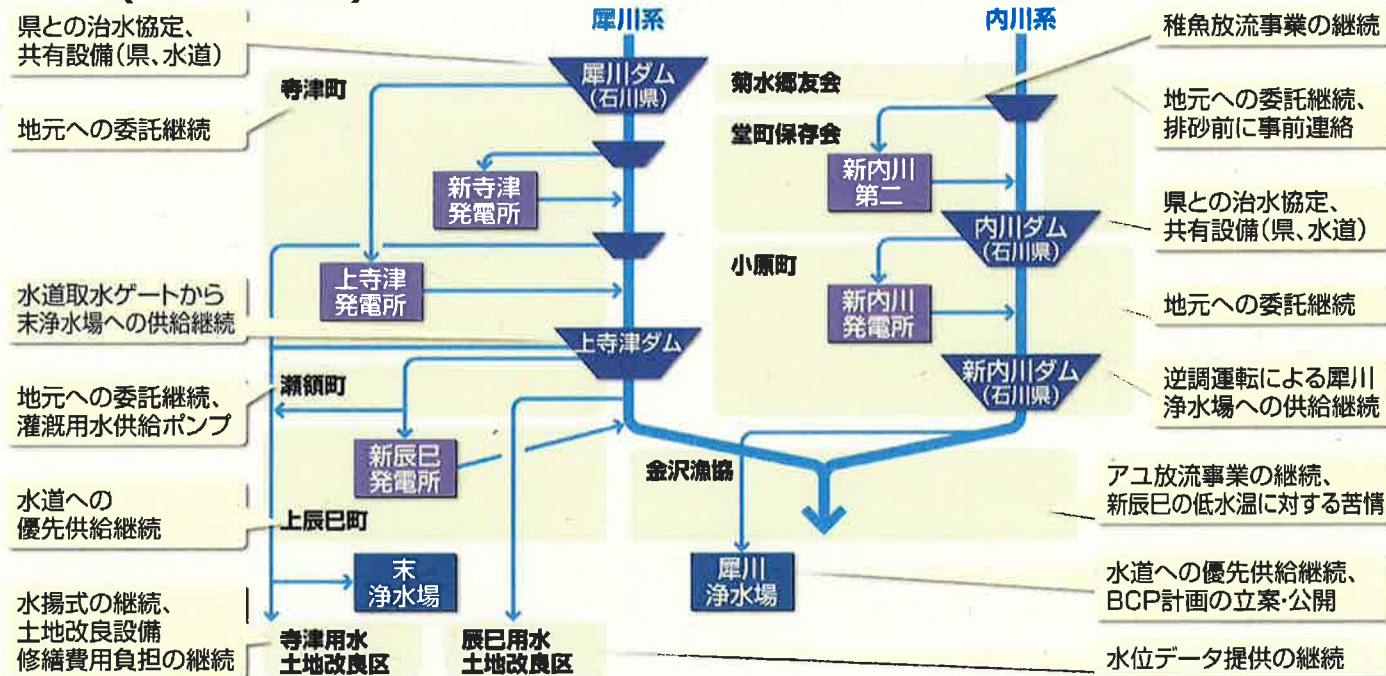 犀川系
内川系
県との治水協定、
共有設備(県、水道)
地元への委託継続
水道取水ゲートから
末浄水場への供給継続
地元への委託継続、
灌漑用水供給ポンプ
水道への
優先供給継続
水揚式の継続、
土地改良設備
修繕費用負担の継続
寺津町
犀川ダム
(石川県)
新寺津
発電所
上寺津
発電所
上寺津ダム
瀬領町
新辰巳
発電所
上辰巳町
末
浄水場
寺津用水
土地改良区
辰巳用水
土地改良区
菊水郷友会
堂町保存会
新内川
第二
内川ダム
(石川県)
小原町
新内川
発電所
新内川ダム
(石川県)
金沢漁協
犀川
浄水場
稚魚放流事業の継続
地元への委託継続、
排砂前に事前連絡
県との治水協定、
共有設備(県、水道)
地元への委託継続
逆調運転による犀川
浄水場への供給継続
アユ放流事業の継続、
新辰巳の低水温に対する苦情
水道への優先供給継続、
BCP計画の立案・公開
水位データ提供の継続